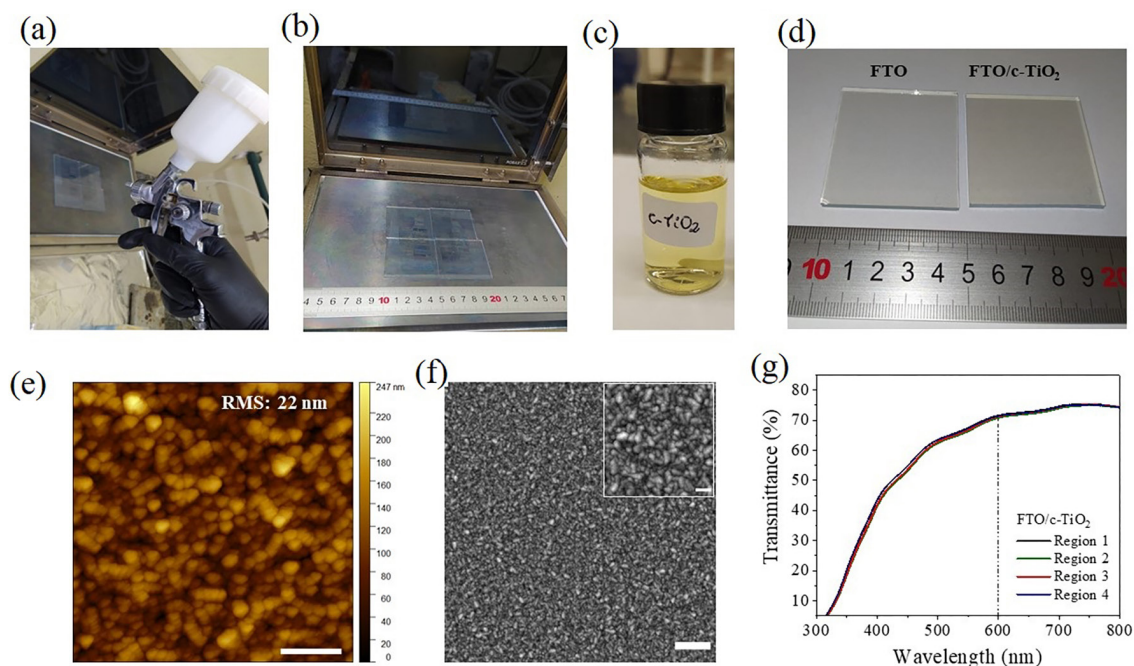 (a)
(b)
(c)
(d)
4 5 6 7 8 9 10 1 2 3 4 5 6 7 8 9 20 1 2 3 4 5 6 7
c-TiO₂
FTO
FTO/c-TiO₂
9 10 1 2 3 4 5 6 7 8 9 20
(e)
RMS: 22 nm
247 nm
220
200
180
160
140
120
100
80
60
40
20
0
(f)
(g)
Transmittance (%)
80
70
60
50
40
30
20
10
FTO/c-TiO₂
Region 1
Region 2
Region 3
Region 4
300 400 500 600 700 800
Wavelength (nm)